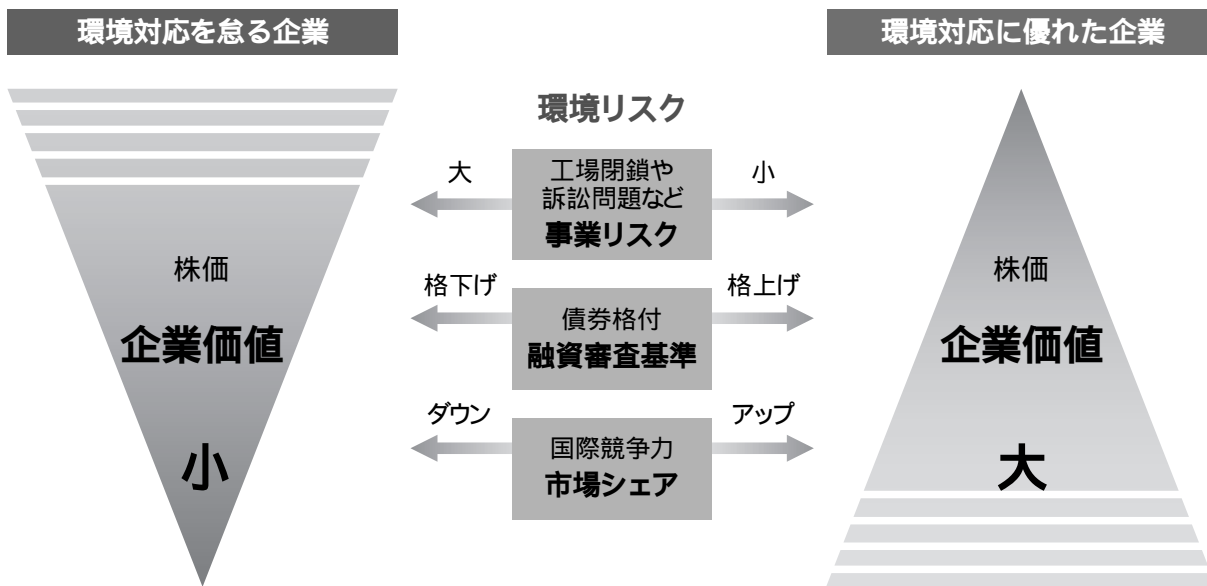 環境対応を怠る企業
環境対応に優れた企業
環境リスク
大
工場閉鎖や
訴訟問題など
事業リスク
小
株価
企業価値
小
格下げ
債券格付
融資審査基準
格上げ
ダウン
国際競争力
市場シェア
アップ
株価
企業価値
大